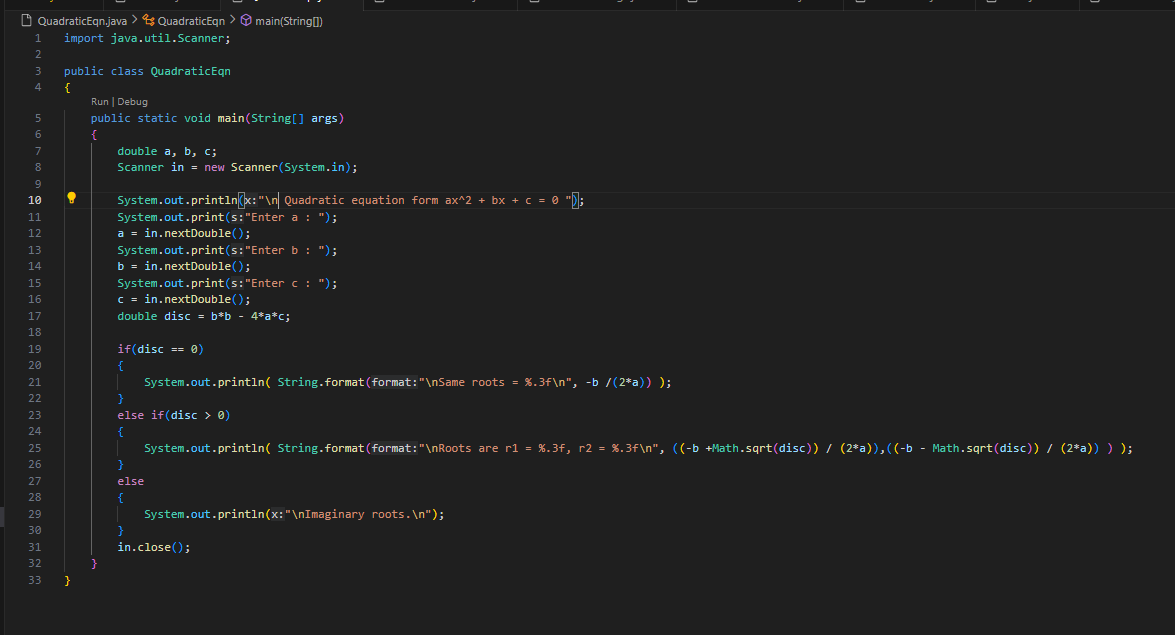 QuadraticEqn.java > QuadraticEqn > main(String[])
1 import java.util.Scanner;
2
3 public class QuadraticEqn
4 {
Run | Debug
5 public static void main(String[] args)
6 {
7 double a, b, c;
8 Scanner in = new Scanner(System.in);
9
10 System.out.println(x:"\n Quadratic equation form ax^2 + bx + c = 0 ");
11 System.out.print(s:"Enter a : ");
12 a = in.nextDouble();
13 System.out.print(s:"Enter b : ");
14 b = in.nextDouble();
15 System.out.print(s:"Enter c : ");
16 c = in.nextDouble();
17 double disc = b*b - 4*a*c;
18
19 if(disc == 0)
20 {
21 System.out.println( String.format(format:"\nSame roots = %.3f\n", -b /(2*a)) );
22 }
23 else if(disc > 0)
24 {
25 System.out.println( String.format(format:"\nRoots are r1 = %.3f, r2 = %.3f\n", ((-b +Math.sqrt(disc)) / (2*a)),((-b - Math.sqrt(disc)) / (2*a)) ) );
26 }
27 else
28 {
29 System.out.println(x:"\nImaginary roots.\n");
30 }
31 in.close();
32 }
33 }